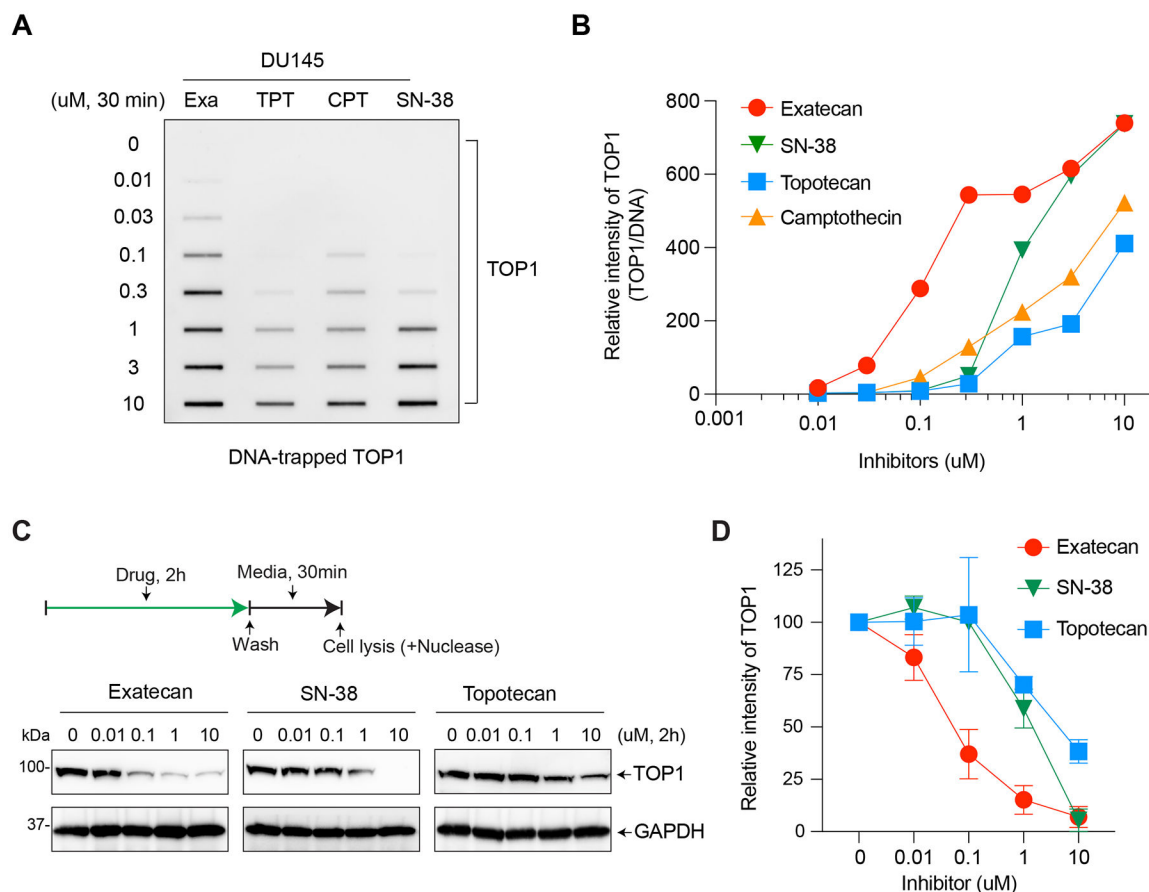 A
DU145
(uM, 30 min) Exa TPT CPT SN-38
0
0.01
0.03
0.1
0.3
1
3
10
TOP1
DNA-trapped TOP1
B
Exatecan
SN-38
Topotecan
Camptothecin
Relative intensity of TOP1
(TOP1/DNA)
800
600
400
200
0
0.001 0.01 0.1 1 10
Inhibitors (uM)
C
Drug, 2h
Media, 30min
Wash
Cell lysis (+Nuclease)
Exatecan SN-38 Topotecan
kDa 0 0.01 0.1 1 10 0 0.01 0.1 1 10 0 0.01 0.1 1 10 (uM, 2h)
100- TOP1
37- GAPDH
D
Exatecan
SN-38
Topotecan
Relative intensity of TOP1
125
100
75
50
25
0
0 0.01 0.1 1 10
Inhibitor (uM)